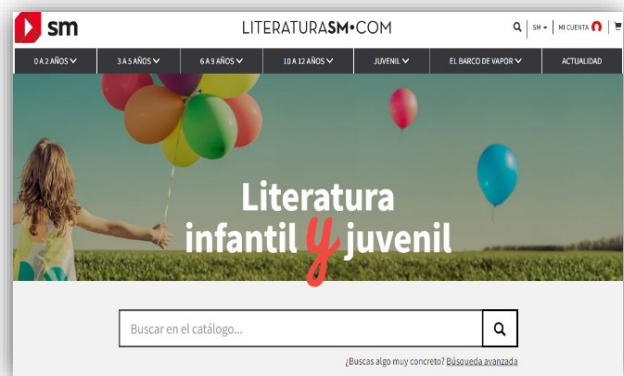 sm
LITERATURASM•COM
SM
MI CUENTA
0 A 2 AÑOS
3 A 5 AÑOS
6 A 9 AÑOS
10 A 12 AÑOS
JUVENIL
EL BARCO DE VAPOR
ACTUALIDAD
Literatura
infantil y juvenil
Buscar en el catálogo...
¿Buscas algo muy concreto? Búsqueda avanzada